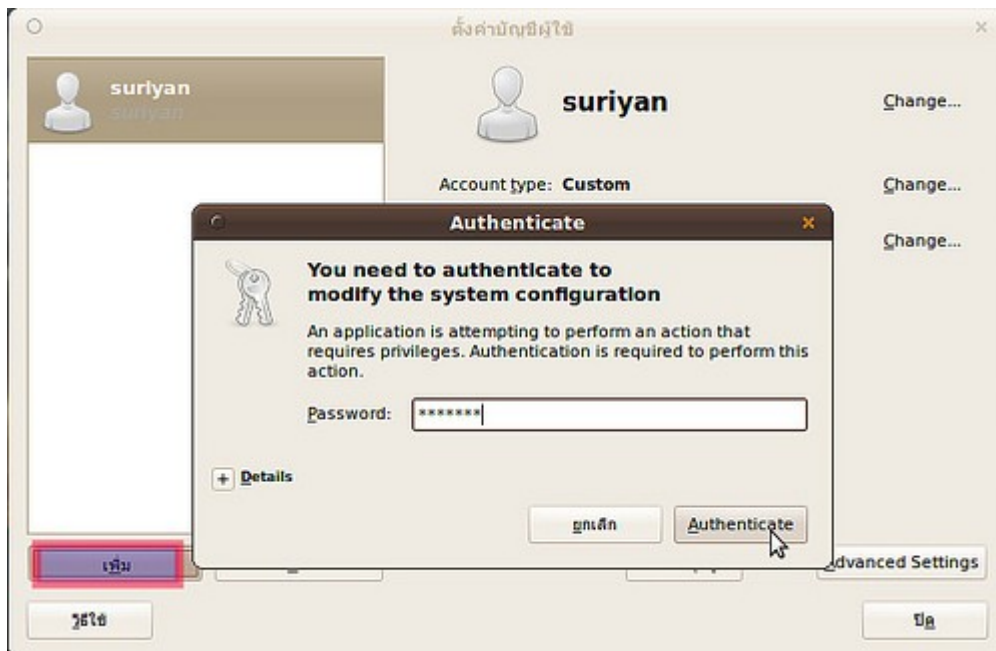 ตั้งค่าบัญชีผู้ใช้
suriyan
suriyan
suriyan
Change...
Account type: Custom
Change...
Change...
Authenticate
You need to authenticate to
modify the system configuration
An application is attempting to perform an action that
requires privileges. Authentication is required to perform this
action.
Password: *******
Details
ยกเลิก
Authenticate
เพิ่ม
dvanced Settings
วิธีใช้
ปิด